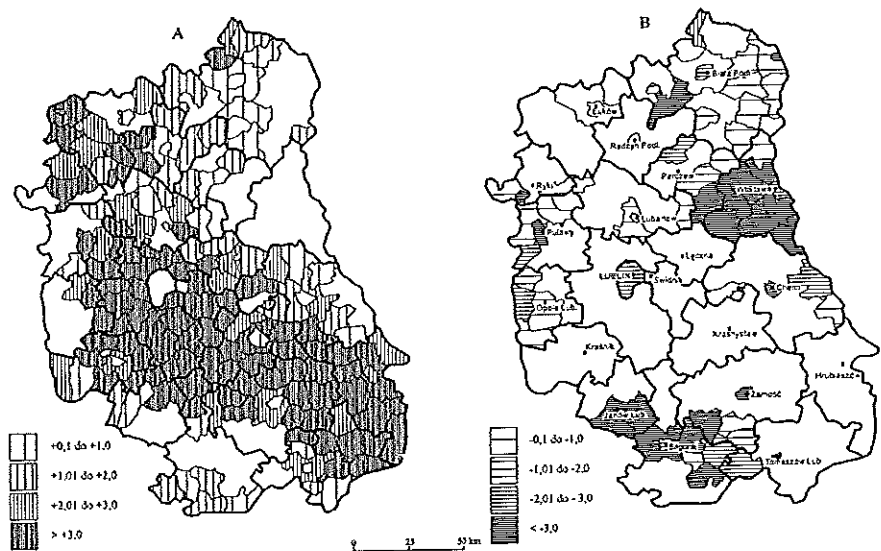 A
+0,1 do +1,0
+1,01 do +2,0
+2,01 do +3,0
> +3,0
0 25 55 km
B
Biała Podl.
Łuków
Radzyń Podl.
Parczew
Włodawa
Ryki
Lubartów
Puławy
Łęczna
LUBLIN
Świdnik
Chełm
Opole Lub.
Krasnystaw
Kraśnik
Hrubieszów
Zamość
Janów Lub.
Biłgoraj
Tomaszów Lub.
-0,1 do -1,0
-1,01 do -2,0
-2,01 do -3,0
< -3,0